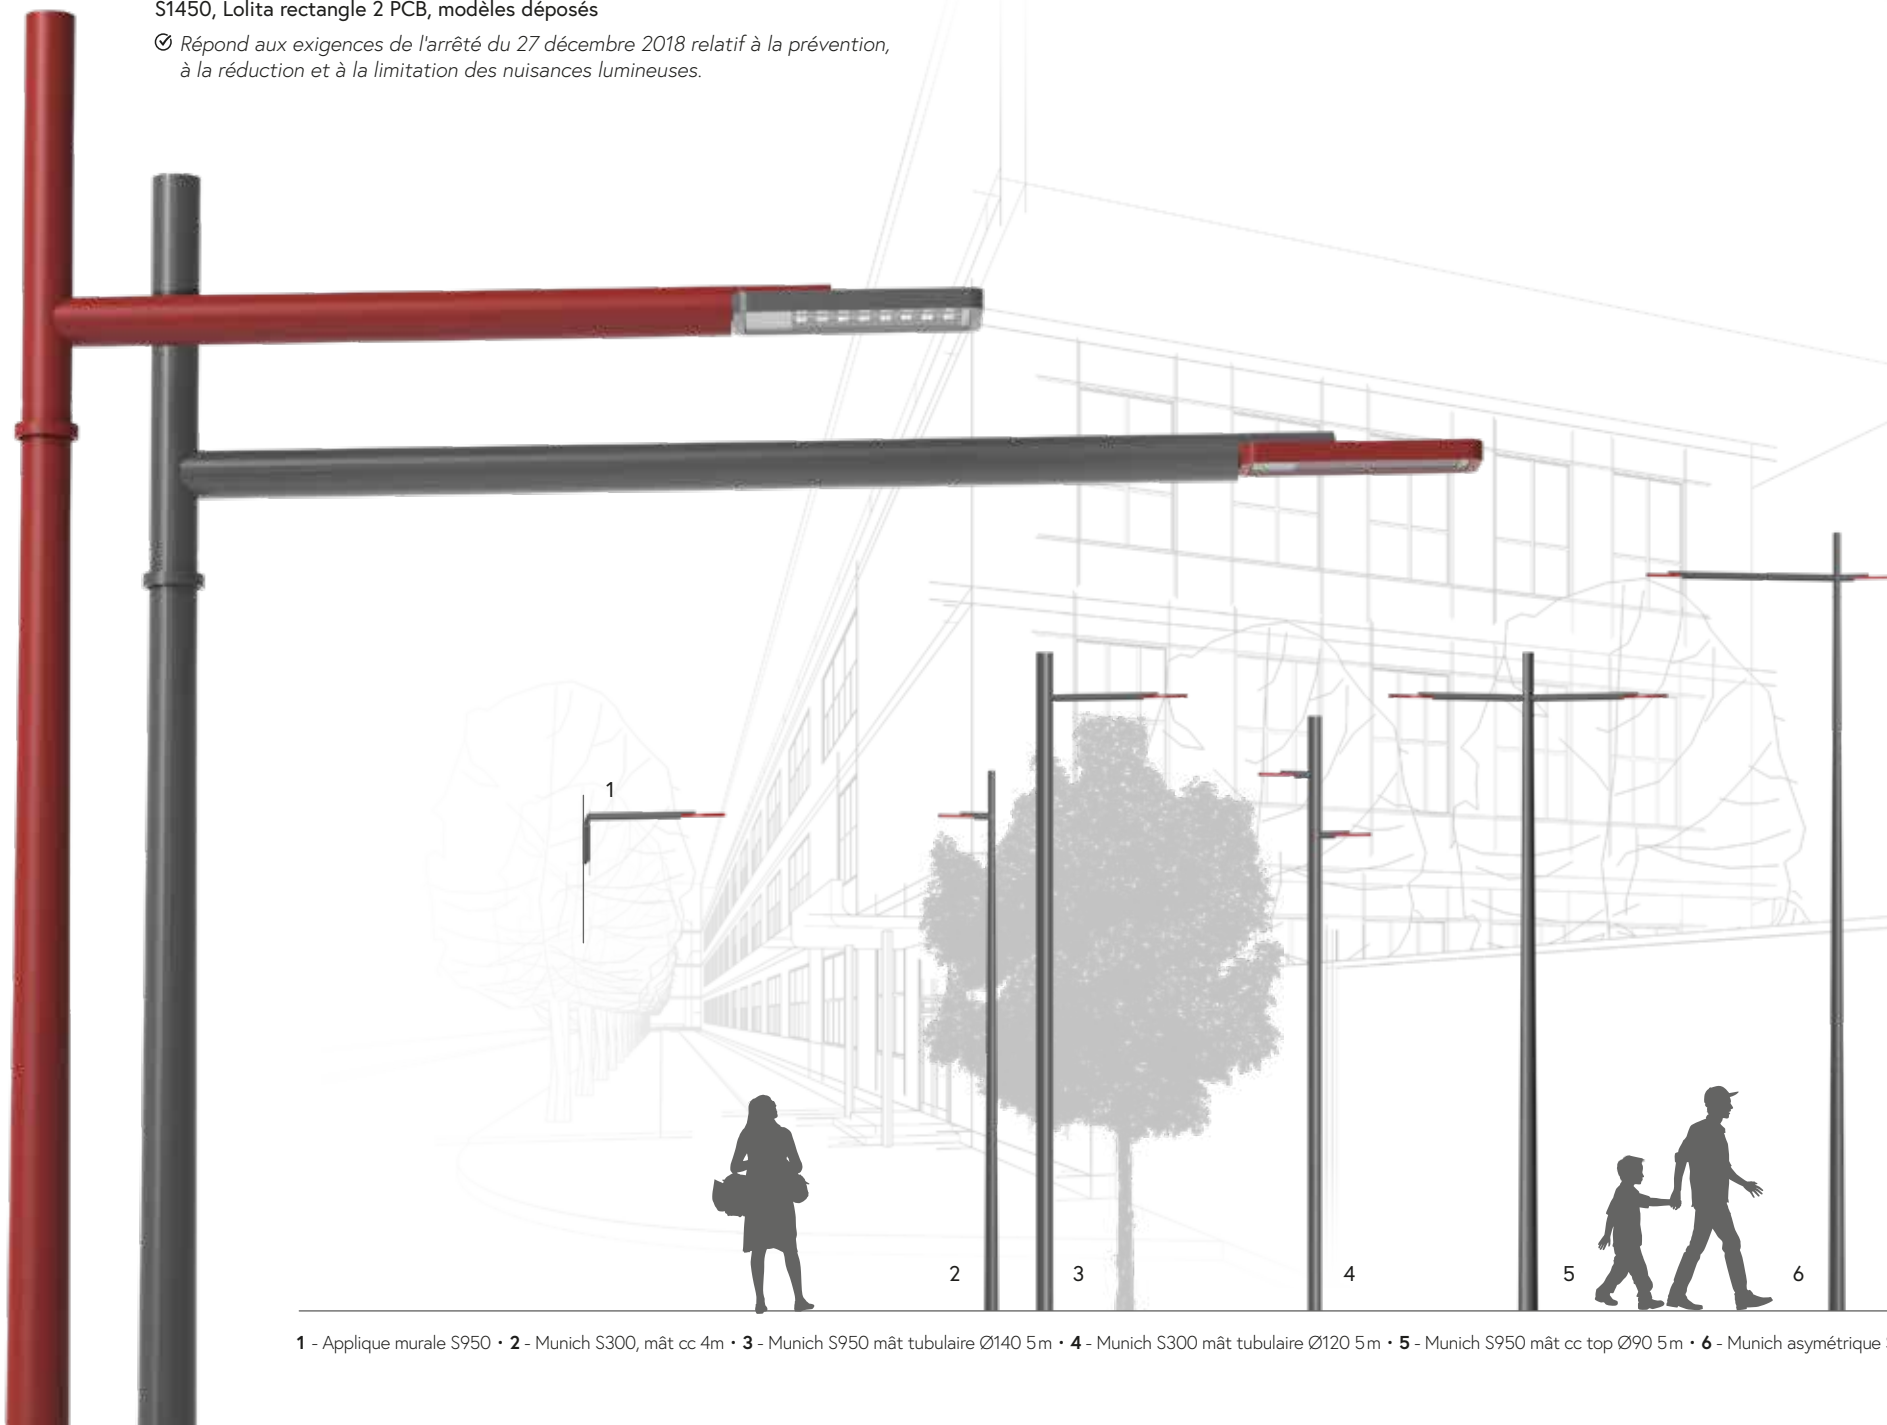 S1450, Lolita rectangle 2 PCB, modèles déposés
Répond aux exigences de l'arrêté du 27 décembre 2018 relatif à la prévention,
à la réduction et à la limitation des nuisances lumineuses.
1
2
3
4
5
6
1 - Applique murale S950 • 2 - Munich S300, mât cc 4m • 3 - Munich S950 mât tubulaire Ø140 5m • 4 - Munich S300 mât tubulaire Ø120 5m • 5 - Munich S950 mât cc top Ø90 5m • 6 - Munich asymétrique